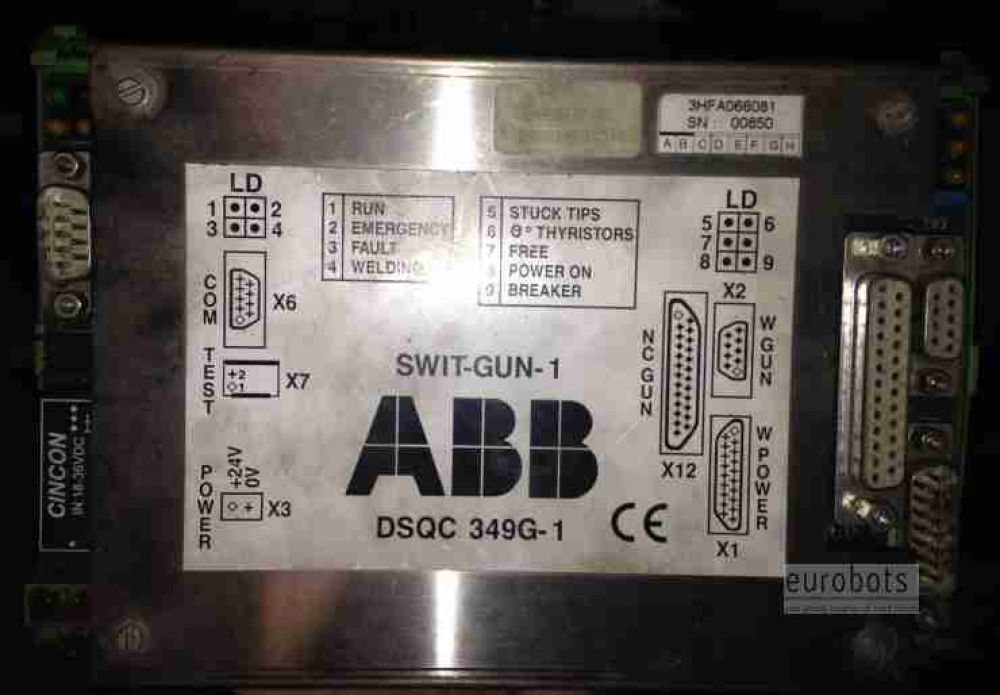 3HFA066081
SN : 00850
A B C D E F G H
LD
1 2
3 4
1 RUN
2 EMERGENCY
3 FAULT
4 WELDING
5 STUCK TIPS
6 θ° THYRISTORS
7 FREE
8 POWER ON
9 BREAKER
LD
5 6
7
8 9
COM
X6
TEST
+2
1
X7
POWER
+24V
0V
X3
SWIT-GUN-1
ABB
DSQC 349G-1
CE
NC GUN
X12
X2
W GUN
W POWER
X1
CINCON
IN:18-36VDC
eurobots